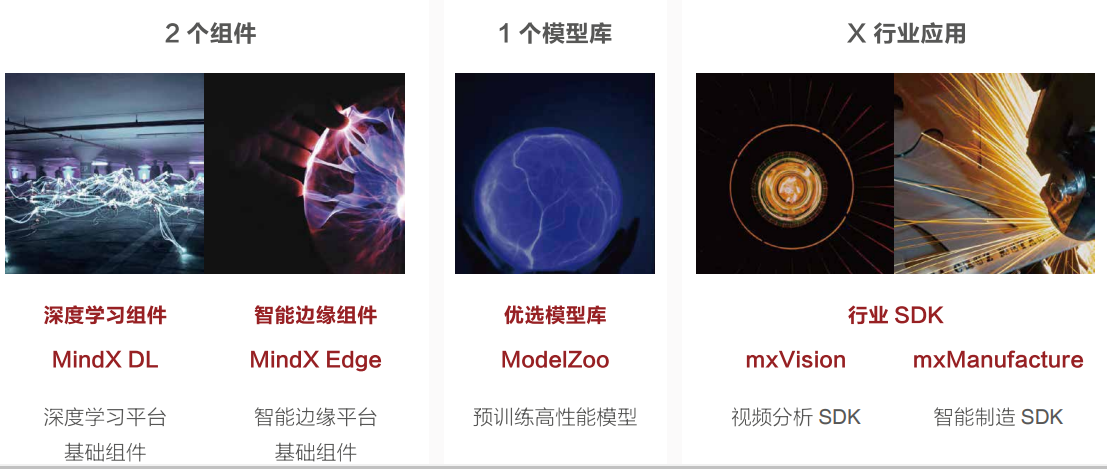 2 个组件
1 个模型库
X 行业应用
深度学习组件
智能边缘组件
优选模型库
行业 SDK
MindX DL
MindX Edge
ModelZoo
mxVision
mxManufacture
深度学习平台
智能边缘平台
预训练高性能模型
视频分析 SDK
智能制造 SDK
基础组件
基础组件